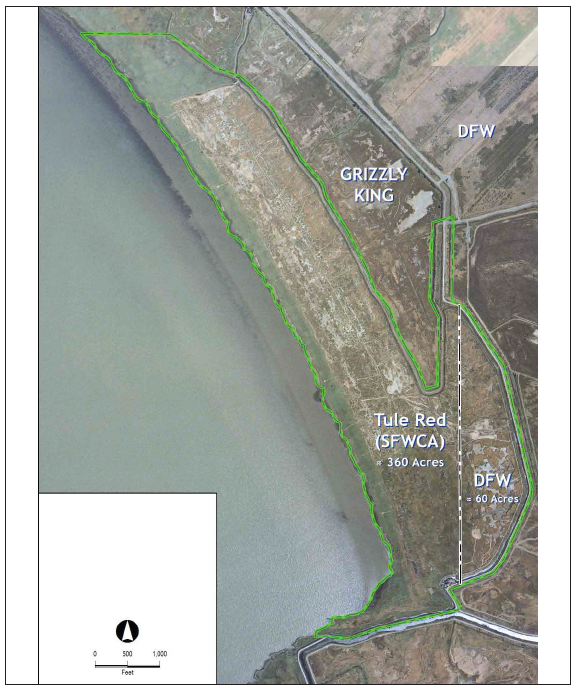 DFW
GRIZZLY
KING
Tule Red
(SFWCA)
≈ 360 Acres
DFW
≈ 60 Acres
0 500 1,000
Feet